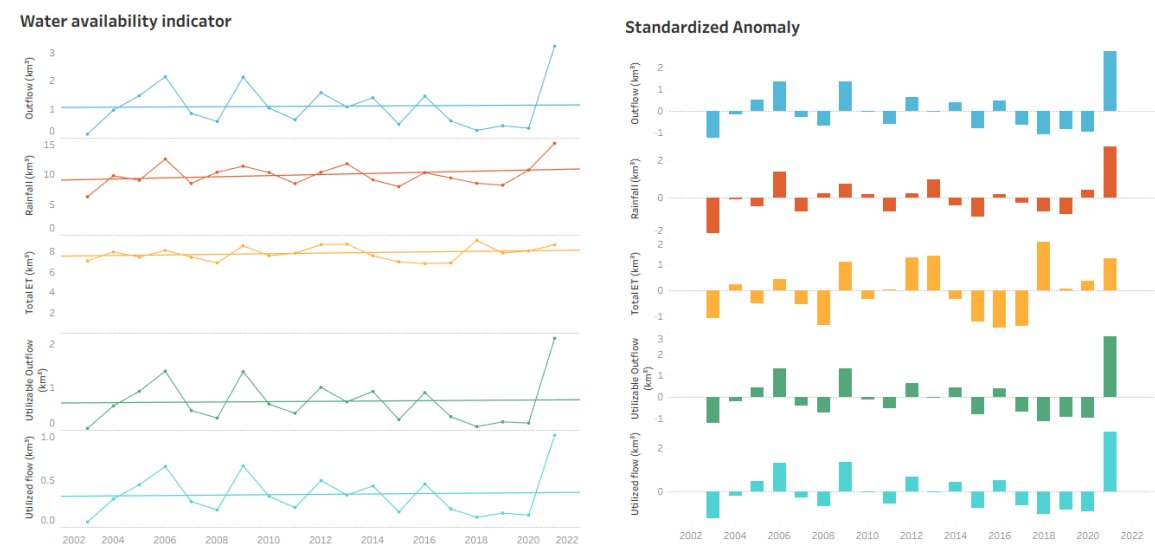 Water availability indicator
Outflow (km³)
3
2
1
0
Rainfall (km³)
15
10
5
0
Total ET (km³)
8
6
4
2
Utilizable Outflow
(km³)
2
1
0
Utilized flow (km³)
1.0
0.5
0.0
2002 2004 2006 2008 2010 2012 2014 2016 2018 2020 2022
Standardized Anomaly
Outflow (km³)
2
1
0
-1
Rainfall (km³)
2
0
-2
Total ET (km³)
2
1
0
-1
Utilizable Outflow
(km³)
3
2
1
0
-1
Utilized flow (km³)
2
0
2002 2004 2006 2008 2010 2012 2014 2016 2018 2020 2022